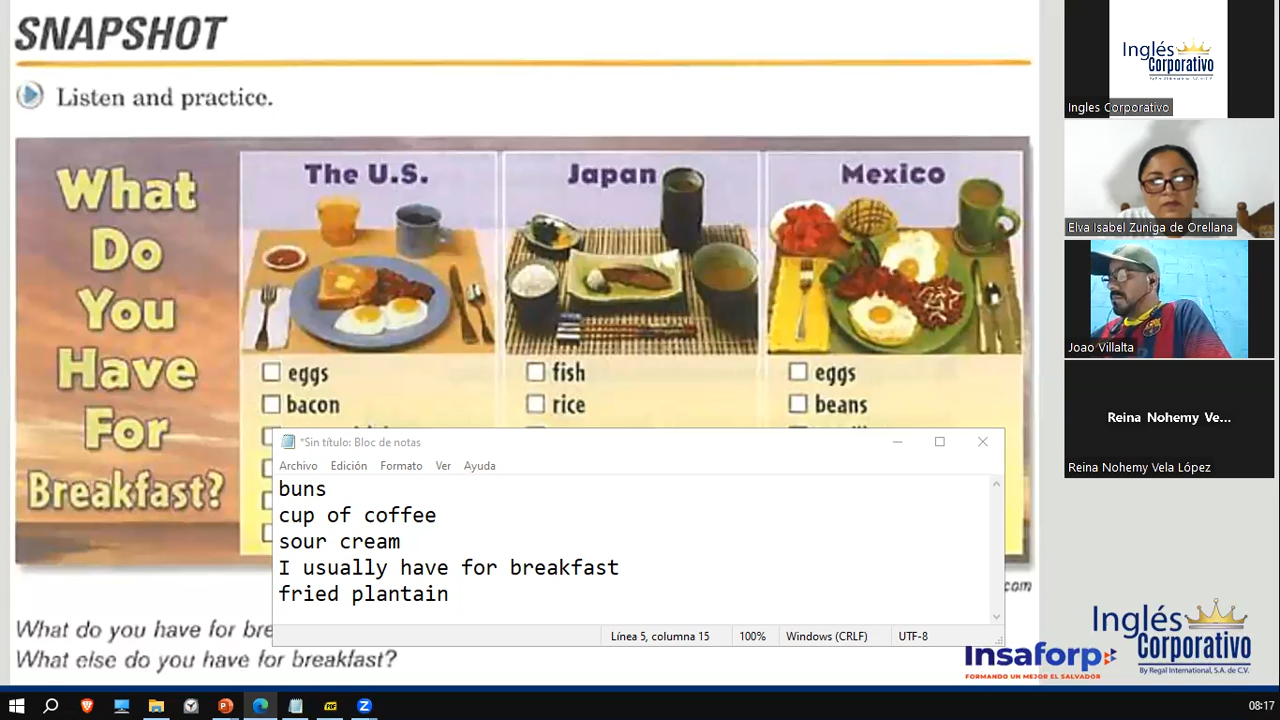 SNAPSHOT
Listen and practice.
What
Do
You
Have
For
Breakfast?
The U.S.
eggs
bacon
Japan
fish
rice
Mexico
eggs
beans
*Sin título: Bloc de notas
Archivo Edición Formato Ver Ayuda
buns
cup of coffee
sour cream
I usually have for breakfast
fried plantain
Línea 5, columna 15 100% Windows (CRLF) UTF-8
What do you have for bre
What else do you have for breakfast?
com
Insaforp
FORMANDO UN MEJOR EL SALVADOR
Inglés
Corporativo
By Regal International, S.A. de C.V.
Inglés
Corporativo
Ingles Corporativo
Elva Isabel Zuniga de Orellana
Joao Villalta
Reina Nohemy Ve...
Reina Nohemy Vela López
08:17